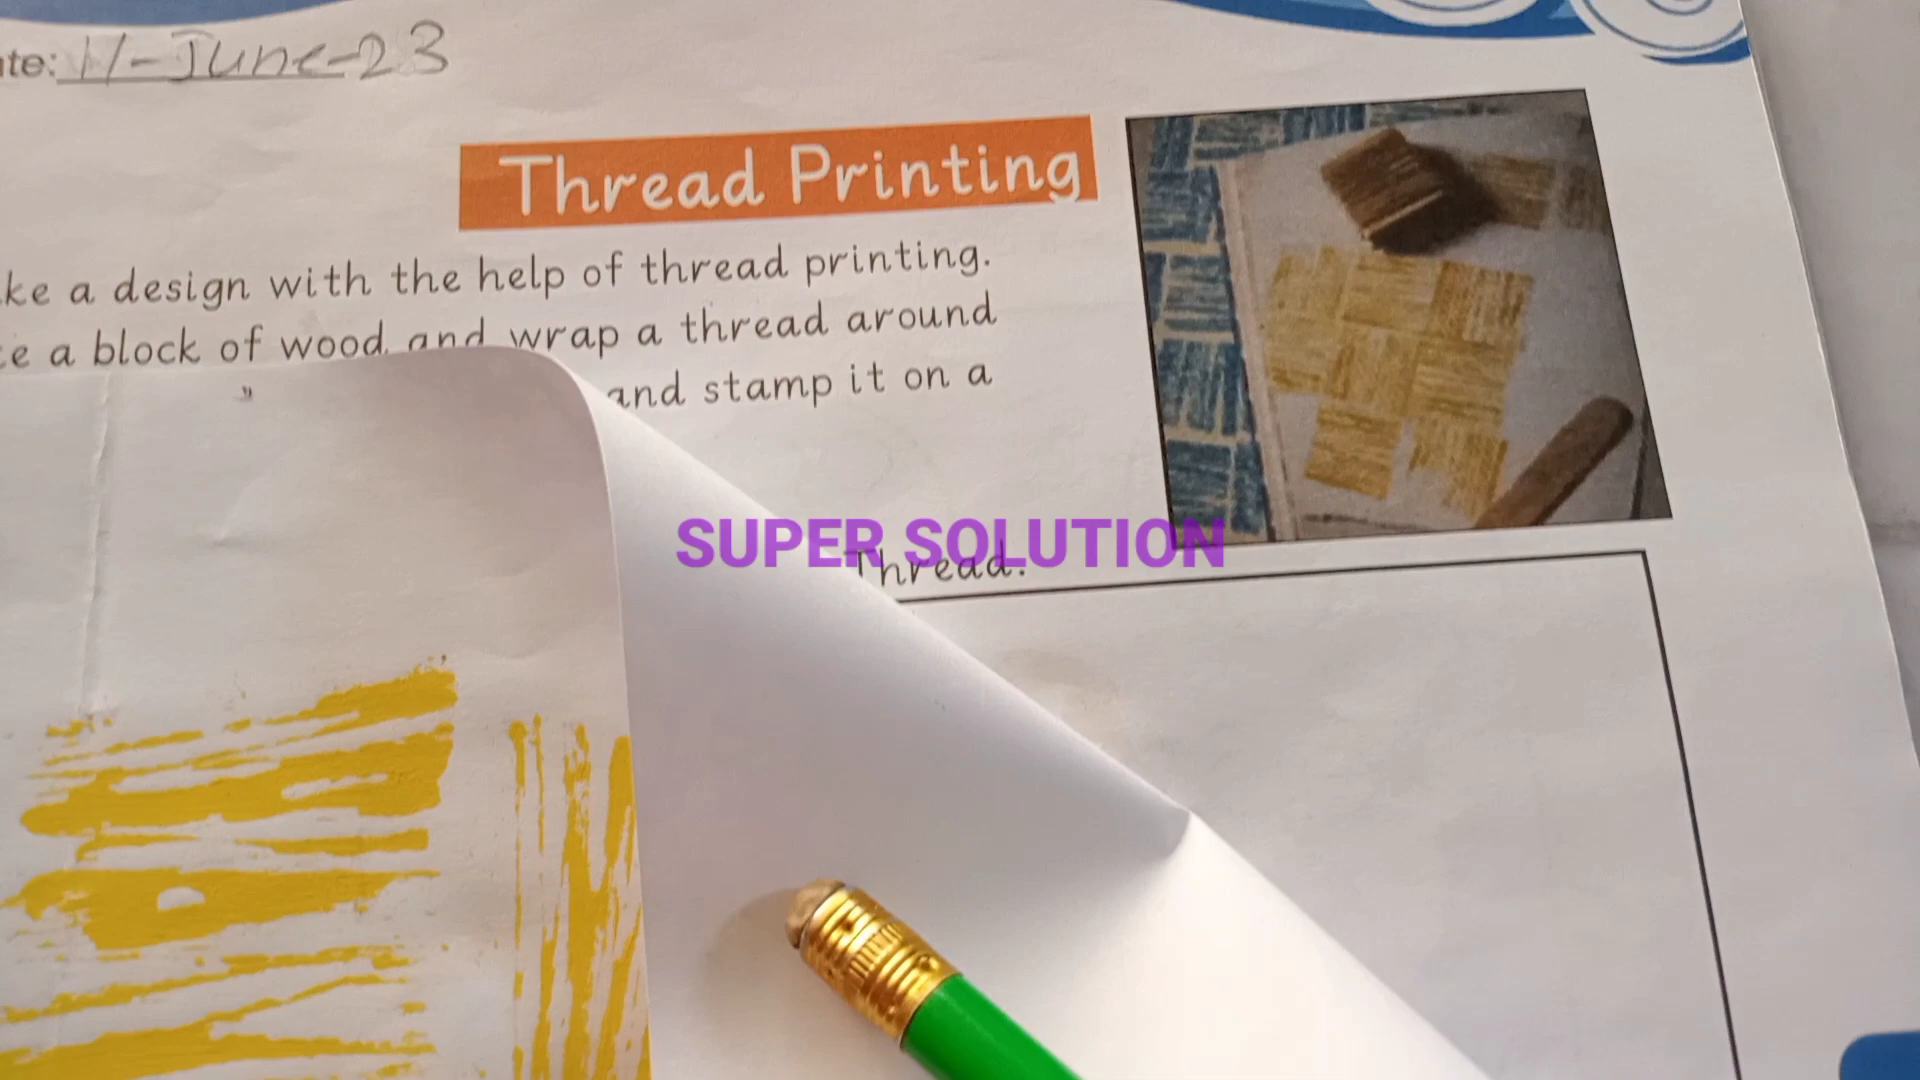 ate: 11-June-23
Thread Printing
ke a design with the help of thread printing.
e a block of wood and wrap a thread around
and stamp it on a
SUPER SOLUTION
Thread.